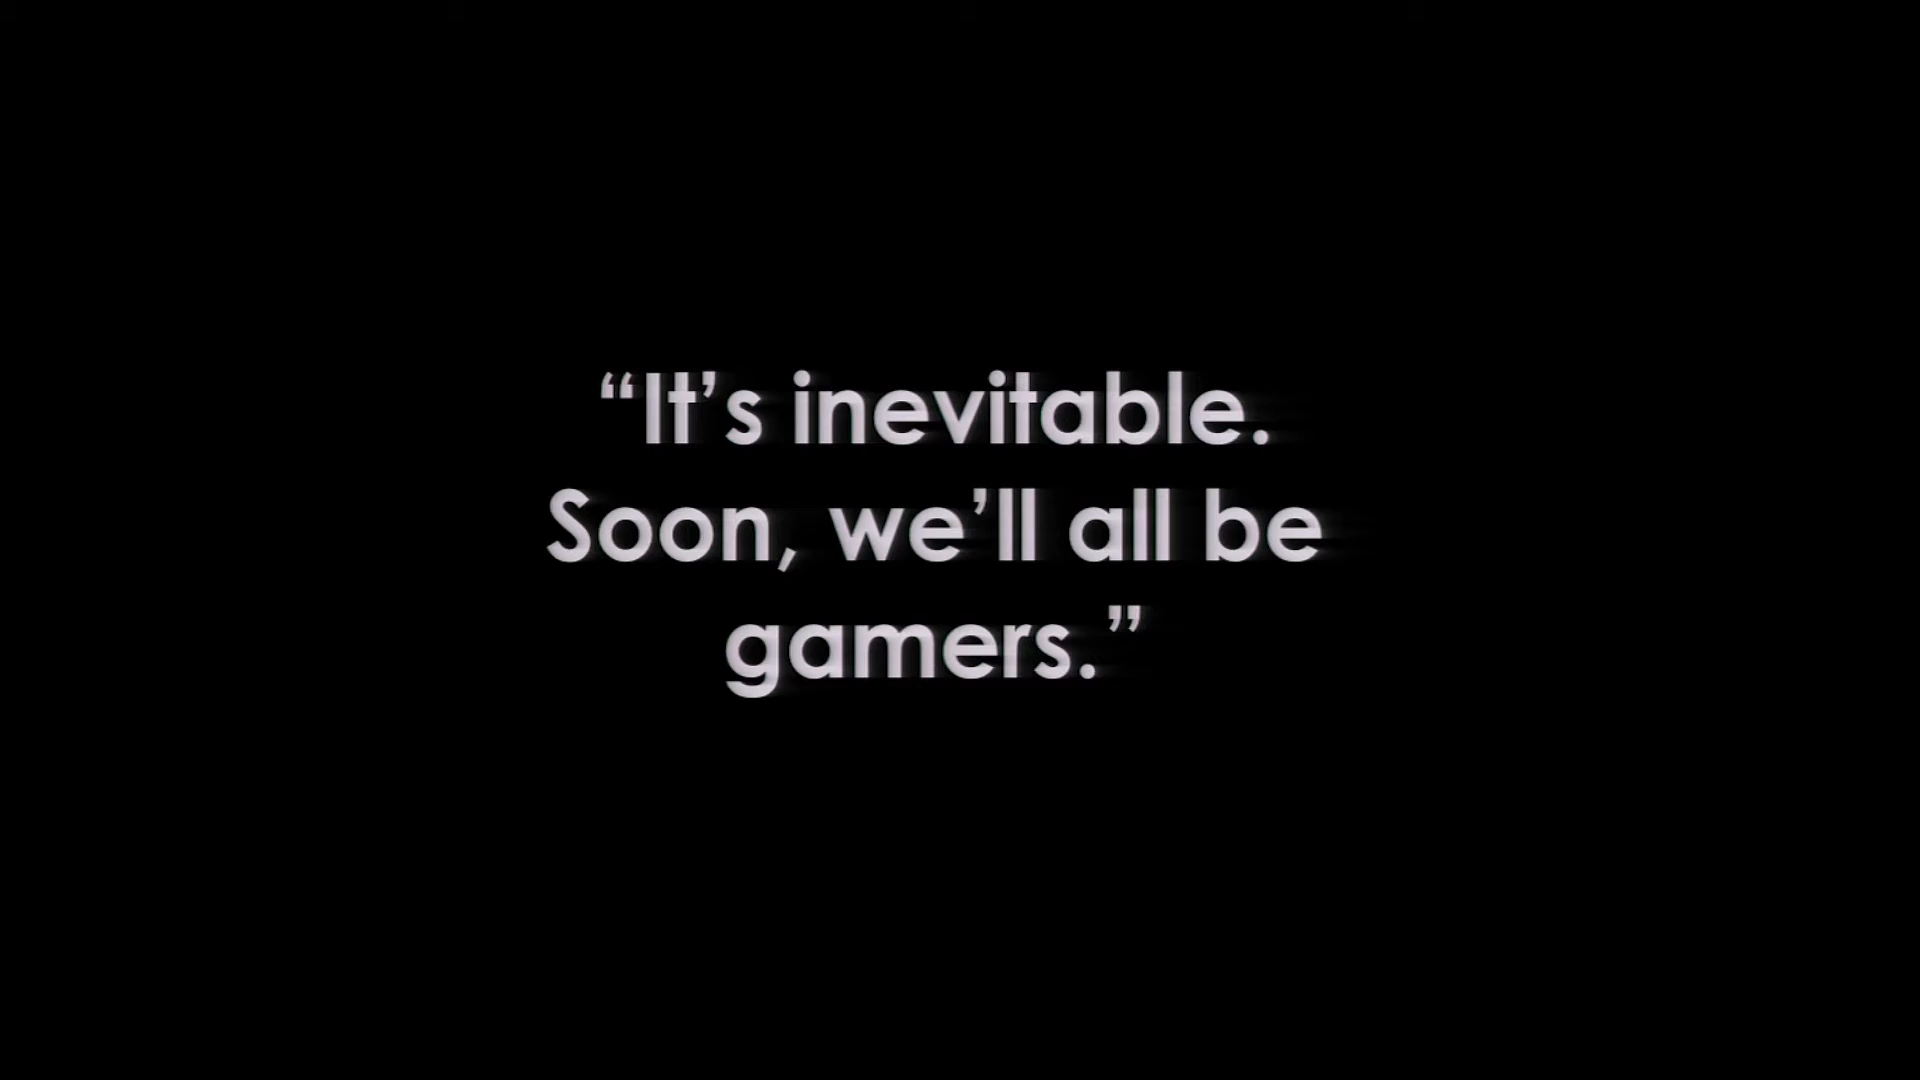 “It’s inevitable.
Soon, we’ll all be
gamers.”